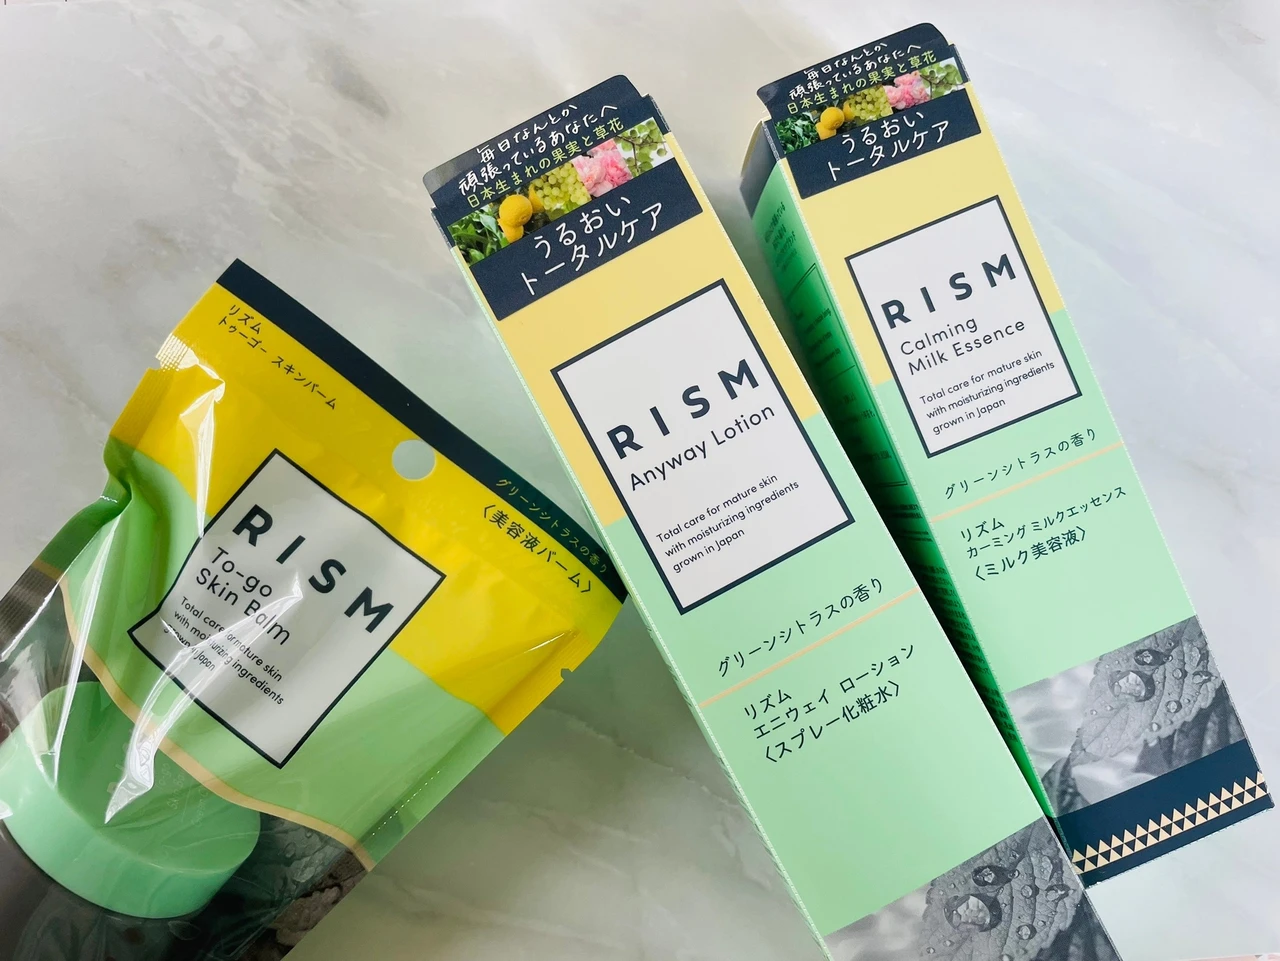 リズム
トゥーゴー スキンバーム
グリーンシトラスの香り
〈美容液バーム〉
RISM
To-go
Skin Balm
Total care for mature skin
with moisturizing ingredients
grown in Japan
毎日なんとか
頑張っているあなたへ
日本生まれの果実と草花
うるおい
トータルケア
RISM
Anyway Lotion
Total care for mature skin
with moisturizing ingredients
grown in Japan
グリーンシトラスの香り
リズム
エニウェイ ローション
〈スプレー化粧水〉
毎日なんとか
頑張っているあなたへ
日本生まれの果実と草花
うるおい
トータルケア
RISM
Calming
Milk Essence
Total care for mature skin
with moisturizing ingredients
grown in Japan
グリーンシトラスの香り
リズム
カーミング ミルクエッセンス
〈ミルク美容液〉